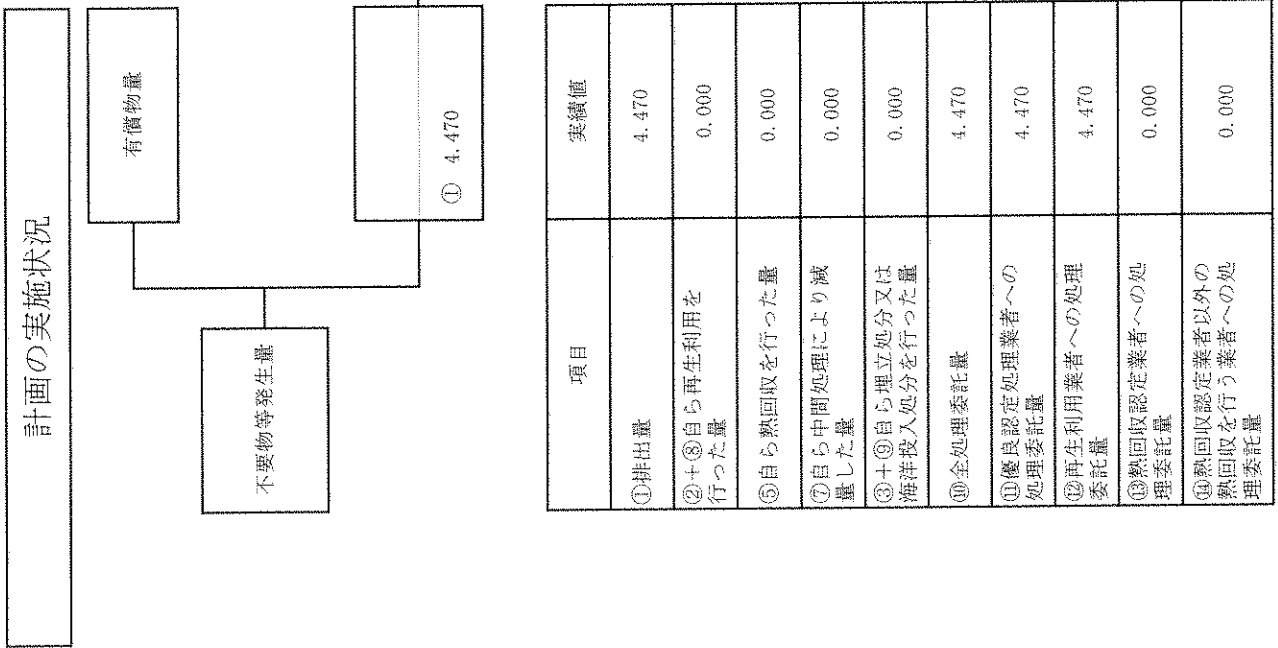 計画の実施状況
不要物等発生量
有償物量
① 4.470
項目
実績値
①排出量
4.470
②+⑧自ら再生利用を
行った量
0.000
⑤自ら熱回収を行った量
0.000
⑦自ら中間処理により減
量した量
0.000
③+⑨自ら埋立処分又は
海洋投入処分を行った量
0.000
⑩全処理委託量
4.470
⑪優良認定処理業者への
処理委託量
4.470
⑫再生利用業者への処理
委託量
4.470
⑬熱回収認定業者への処
理委託量
0.000
⑭熱回収認定業者以外の
熱回収を行う業者への処
理委託量
0.000